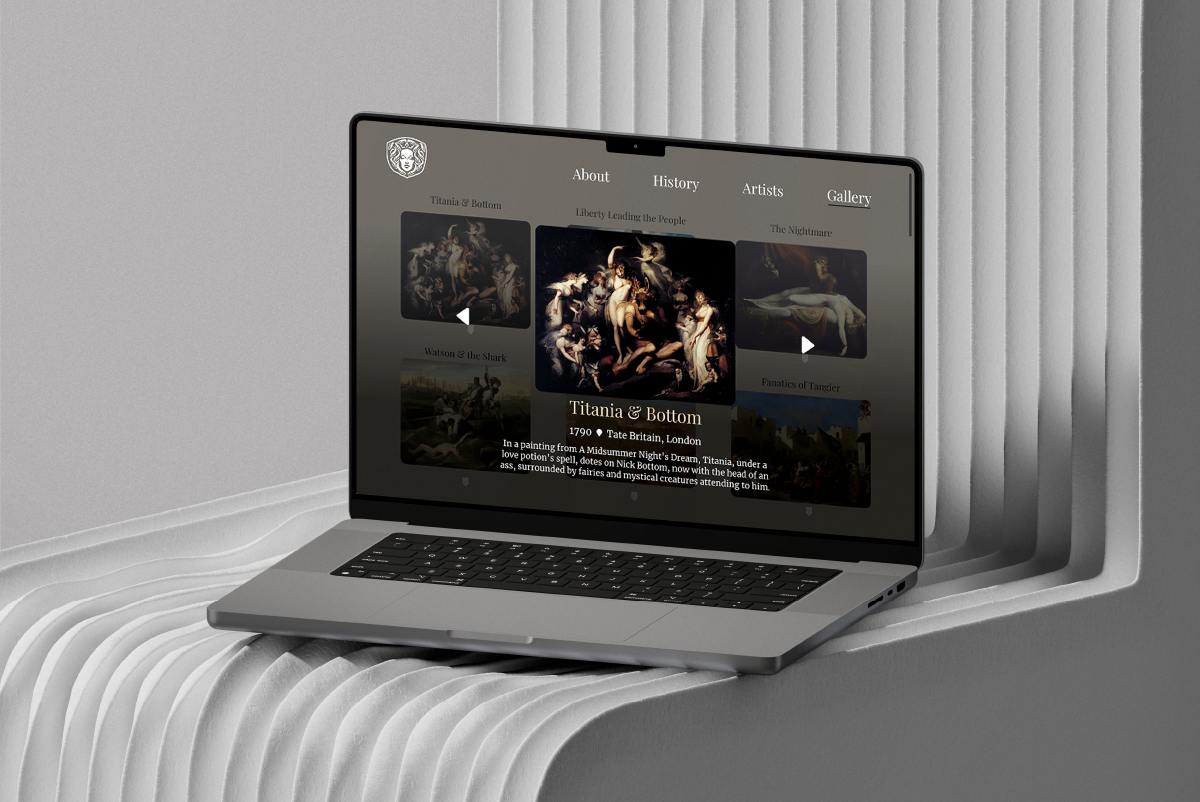 About
History
Artists
Gallery
Titania & Bottom
Liberty Leading the People
The Nightmare
Watson & the Shark
Fanatics of Tangier
Titania & Bottom
1790 Tate Britain, London
In a painting from A Midsummer Night's Dream, Titania, under a
love potion's spell, dotes on Nick Bottom, now with the head of an
ass, surrounded by fairies and mystical creatures attending to him.